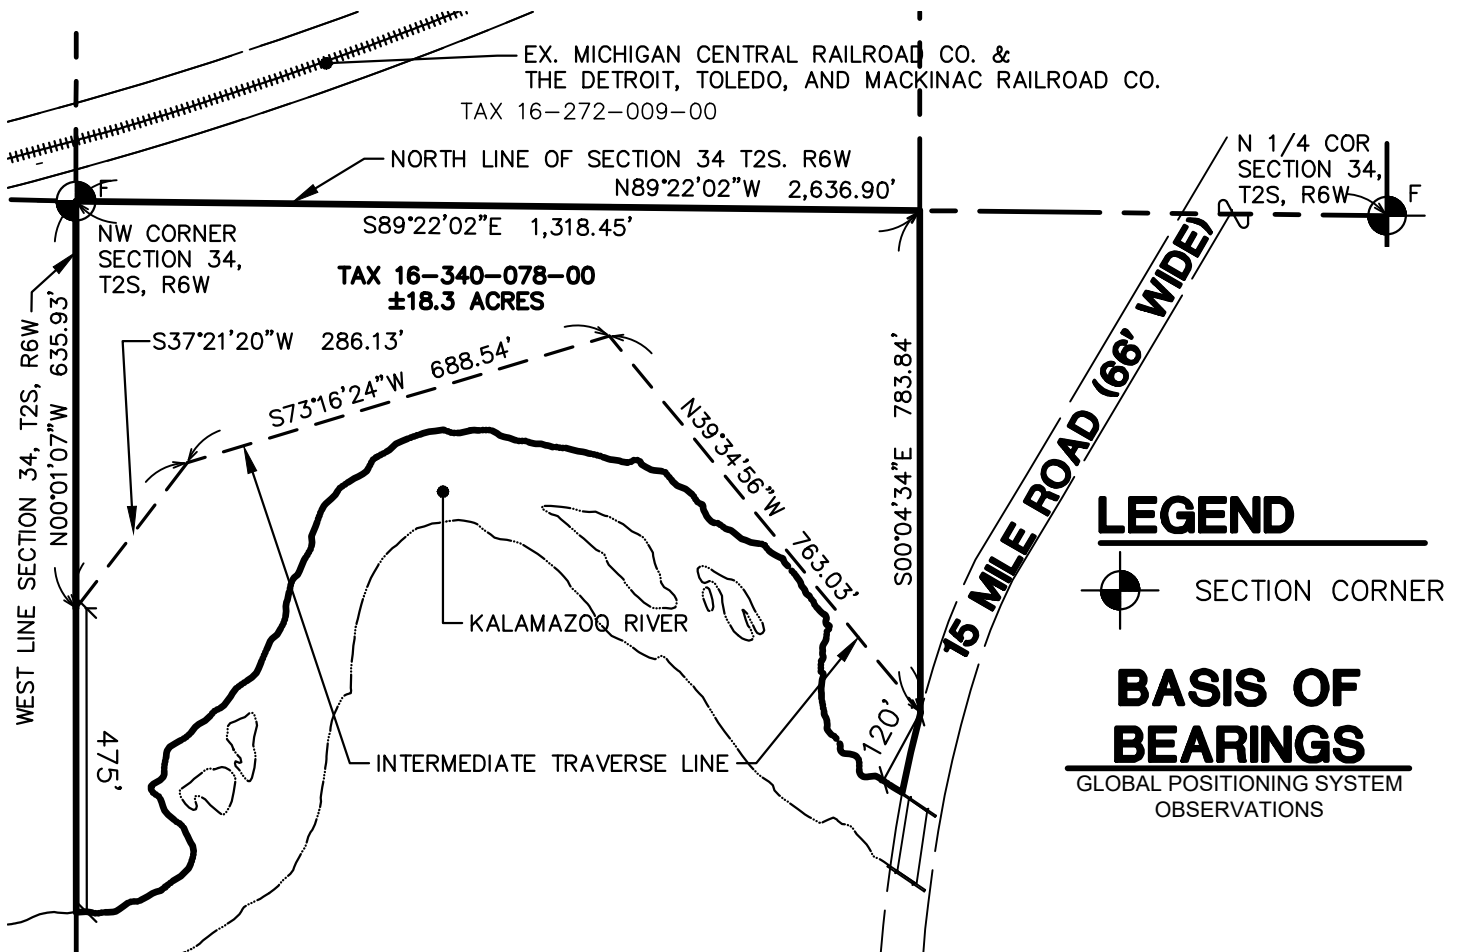 EX. MICHIGAN CENTRAL RAILROAD CO. &
THE DETROIT, TOLEDO, AND MACKINAC RAILROAD CO.
TAX 16-272-009-00
NORTH LINE OF SECTION 34 T2S. R6W
N89°22'02"W 2,636.90'
N 1/4 COR
SECTION 34,
T2S, R6W
F
F
S89°22'02"E 1,318.45'
NW CORNER
SECTION 34,
T2S, R6W
TAX 16-340-078-00
±18.3 ACRES
S37°21'20"W 286.13'
S73°16'24"W 688.54'
N39°34'56"W 763.03'
S00°04'34"E 783.84'
WEST LINE SECTION 34, T2S, R6W
N00°01'07"W 635.93'
15 MILE ROAD (66' WIDE)
KALAMAZOO RIVER
INTERMEDIATE TRAVERSE LINE
475'
120'
LEGEND
SECTION CORNER
BASIS OF
BEARINGS
GLOBAL POSITIONING SYSTEM
OBSERVATIONS